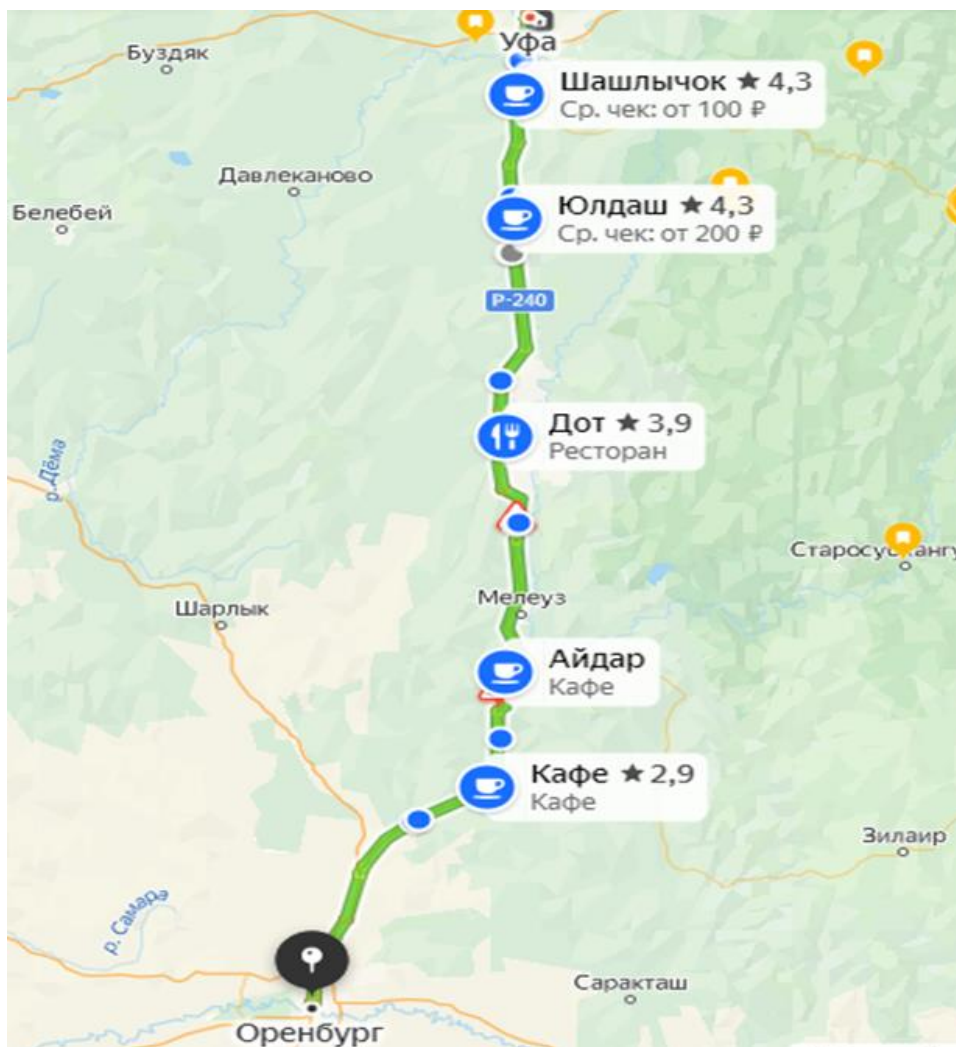 Уфа
Буздяк
Шашлычок ★ 4,3
Ср. чек: от 100 ₽
Давлеканово
Белебей
Юлдаш ★ 4,3
Ср. чек: от 200 ₽
Р-240
Дот ★ 3,9
Ресторан
р. Дёма
Мелеуз
Шарлык
Айдар
Кафе
Кафе ★ 2,9
Кафе
Зилаир
р. Самара
Саракташ
Оренбург